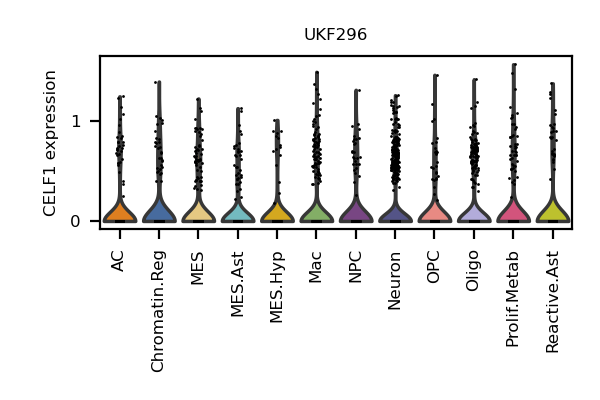 UKF296
CELF1 expression
1
0
AC
Chromatin.Reg
MES
MES.Ast
MES.Hyp
Mac
NPC
Neuron
OPC
Oligo
Prolif.Metab
Reactive.Ast